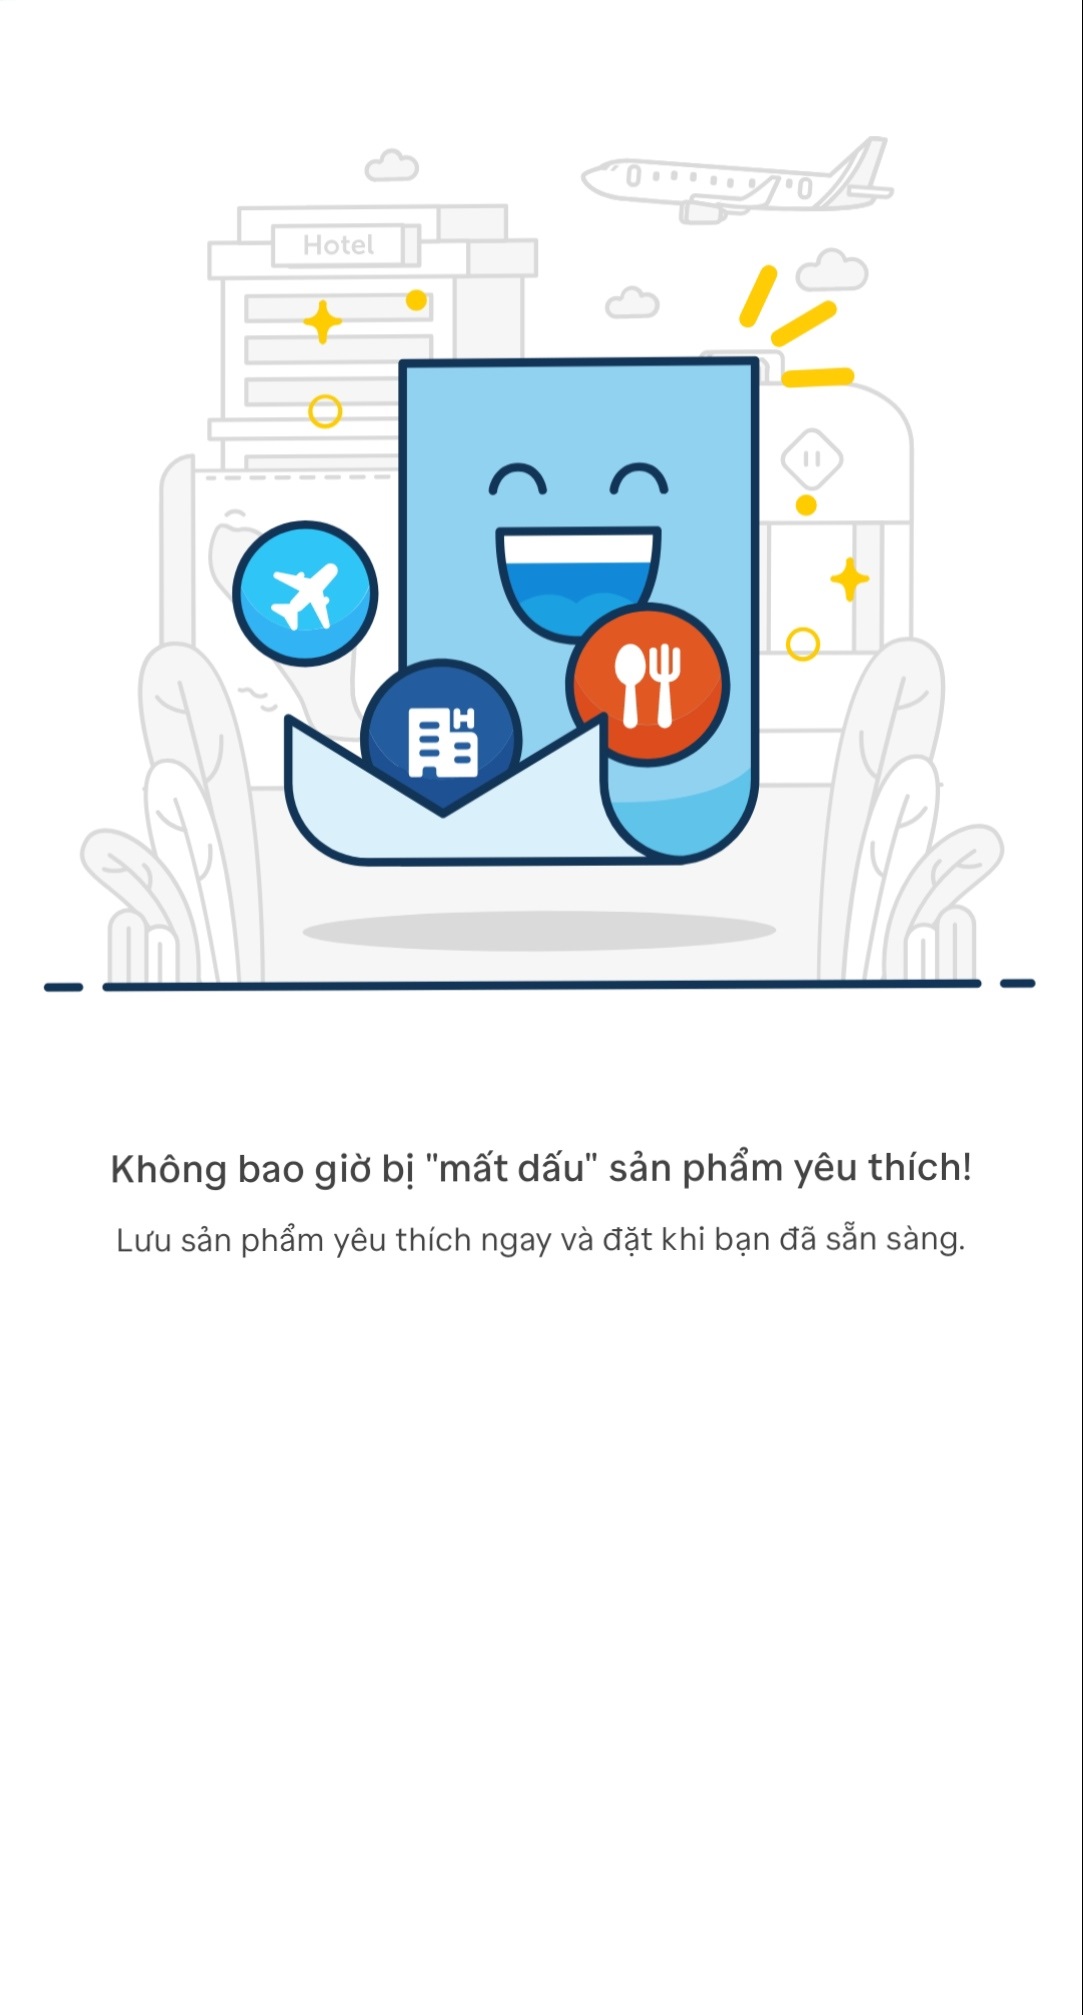 Hotel
Không bao giờ bị "mất dấu" sản phẩm yêu thích!
Lưu sản phẩm yêu thích ngay và đặt khi bạn đã sẵn sàng.